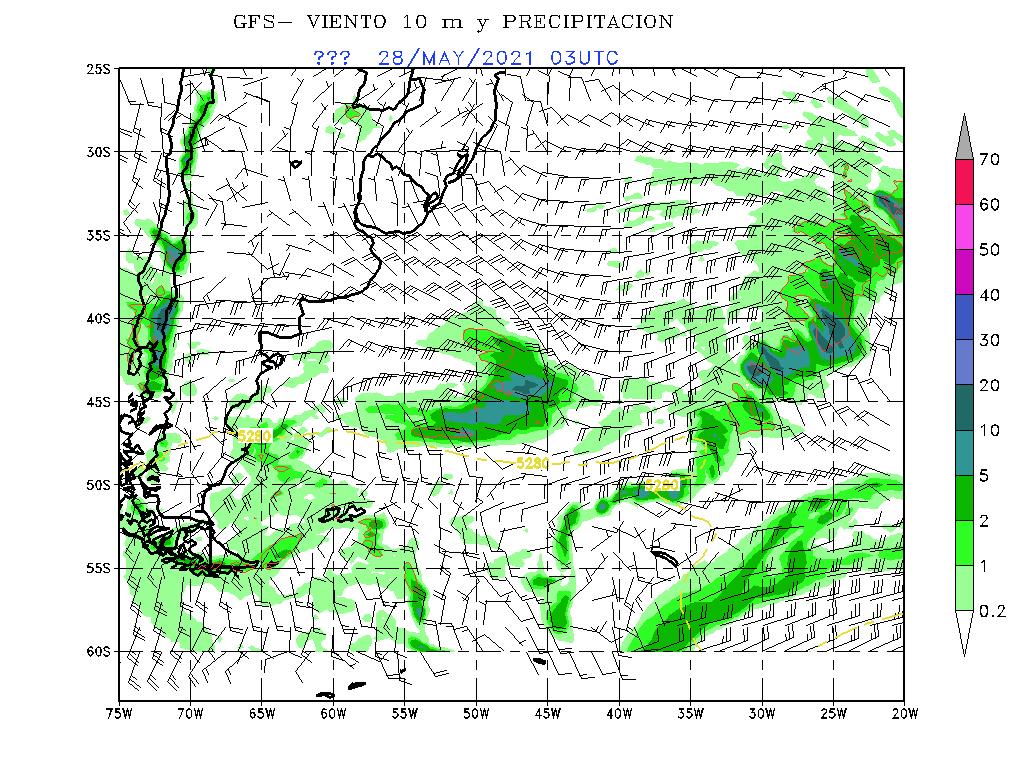 GFS— VIENTO 10 m y PRECIPITACION
??? 28/MAY/2021 03UTC
25S
30S
35S
40S
45S
50S
55S
60S
75W 70W 65W 60W 55W 50W 45W 40W 35W 30W 25W 20W
5280
5280
5280
70
60
50
40
30
20
10
5
2
1
0.2